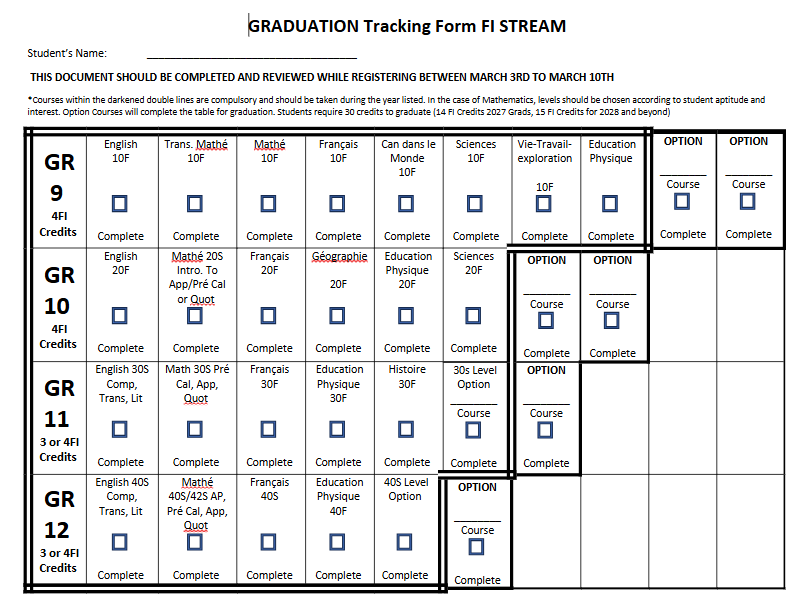 GRADUATION Tracking Form FI STREAM
Student's Name: ___________________________________
THIS DOCUMENT SHOULD BE COMPLETED AND REVIEWED WHILE REGISTERING BETWEEN MARCH 3RD TO MARCH 10TH
*Courses within the darkened double lines are compulsory and should be taken during the year listed. In the case of Mathematics, levels should be chosen according to student aptitude and
interest. Option Courses will complete the table for graduation. Students require 30 credits to graduate (14 FI Credits 2027 Grads, 15 FI Credits for 2028 and beyond)
GR
9
4FI
Credits
English
10F
Complete
Trans. Mathé
10F
Complete
Mathé
10F
Complete
Français
10F
Complete
Can dans le
Monde
10F
Complete
Sciences
10F
Complete
Vie-Travail-
exploration
10F
Complete
Education
Physique
Complete
OPTION
________
Course
Complete
OPTION
________
Course
Complete
GR
10
4FI
Credits
English
20F
Complete
Mathé 20S
Intro. To
App/Pré Cal
or Quot
Complete
Français
20F
Complete
Géographie
20F
Complete
Education
Physique
20F
Complete
Sciences
20F
Complete
OPTION
________
Course
Complete
OPTION
________
Course
Complete
GR
11
3 or 4FI
Credits
English 30S
Comp,
Trans, Lit
Complete
Math 30S Pré
Cal, App,
Quot
Complete
Français
30F
Complete
Education
Physique
30F
Complete
Histoire
30F
Complete
30s Level
Option
________
Course
Complete
OPTION
________
Course
Complete
GR
12
3 or 4FI
Credits
English 40S
Comp,
Trans, Lit
Complete
Mathé
40S/42S AP,
Pré Cal, App,
Quot
Complete
Français
40S
Complete
Education
Physique
40F
Complete
40S Level
Option
Complete
OPTION
________
Course
Complete